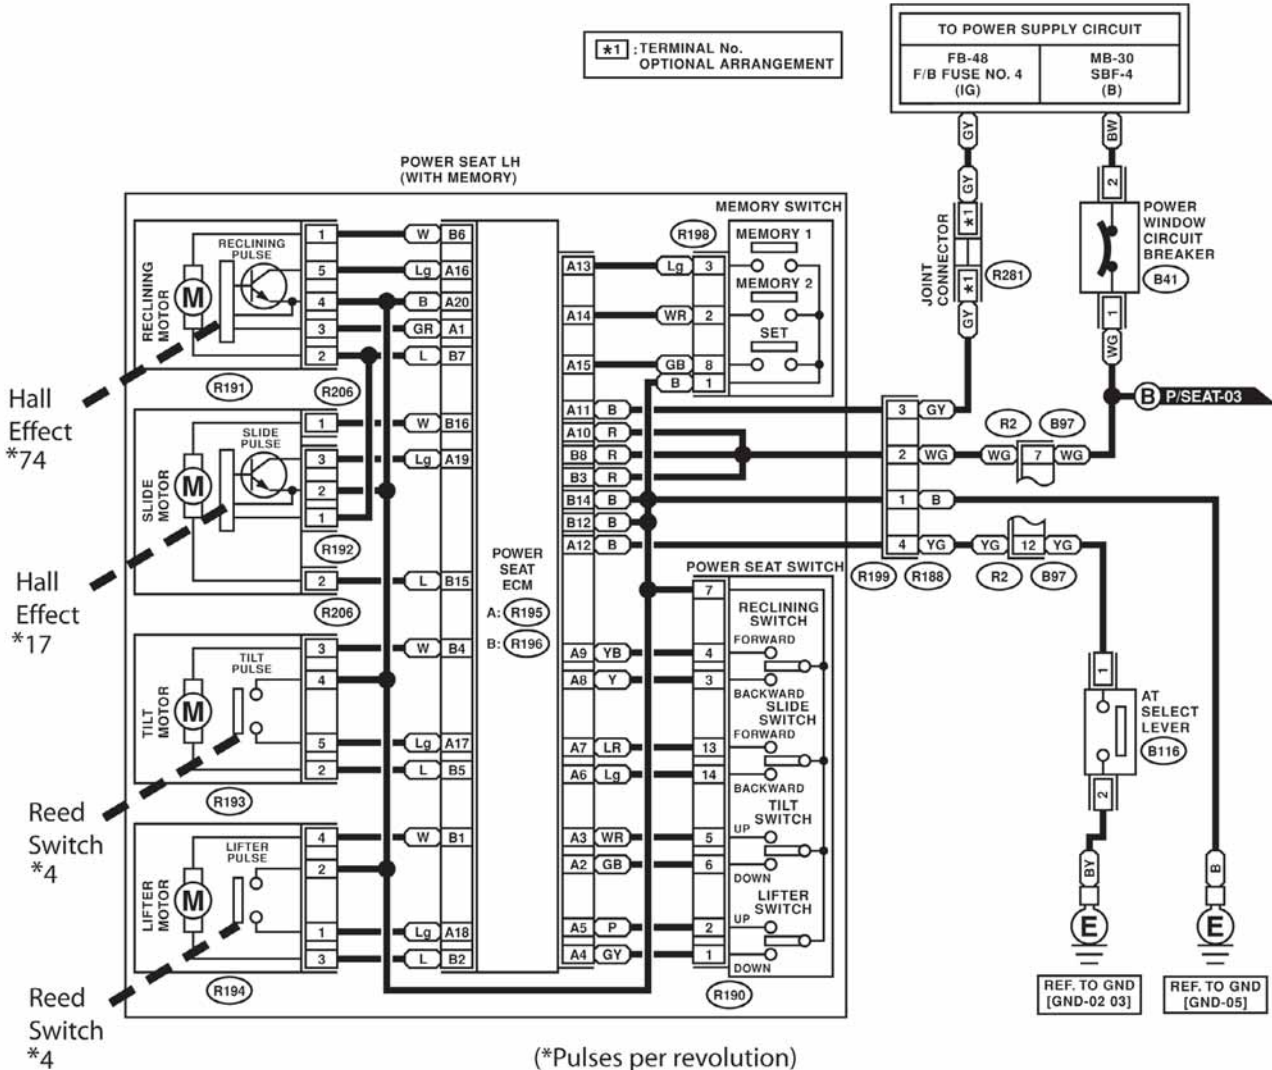 *1 : TERMINAL No.
OPTIONAL ARRANGEMENT
TO POWER SUPPLY CIRCUIT
FB-48
F/B FUSE NO. 4
(IG)
MB-30
SBF-4
(B)
GY
BW
GY
2
*1
JOINT CONNECTOR
*1
R281
GY
POWER
WINDOW
CIRCUIT
BREAKER
B41
1
WG
B P/SEAT-03
POWER SEAT LH
(WITH MEMORY)
RECLINING
PULSE
M
RECLINING MOTOR
1 W B6
5 Lg A16
4 B A20
3 GR A1
2 L B7
R191
R206
Hall
Effect
*74
SLIDE
PULSE
M
SLIDE MOTOR
1 W B16
3 Lg A19
2
1
R192
2 L B15
R206
Hall
Effect
*17
TILT
PULSE
M
TILT MOTOR
3 W B4
4
5 Lg A17
2 L B5
R193
Reed
Switch
*4
LIFTER
PULSE
M
LIFTER MOTOR
4 W B1
2
1 Lg A18
3 L B2
R194
Reed
Switch
*4
POWER
SEAT
ECM
A: R195
B: R196
MEMORY SWITCH
R198
MEMORY 1
MEMORY 2
SET
A13 Lg 3
A14 WR 2
A15 GB 8
B 1
A11 B 3 GY
A10 R
B8 R 2 WG WG 7 WG
R2 B97
B3 R
B14 B 1 B
B12 B
A12 B 4 YG YG 12 YG
R199 R188 R2 B97
POWER SEAT SWITCH
7
RECLINING
SWITCH
FORWARD
A9 YB 4
A8 Y 3
BACKWARD
SLIDE
SWITCH
FORWARD
A7 LR 13
A6 Lg 14
BACKWARD
TILT
SWITCH
UP
A3 WR 5
A2 GB 6
DOWN
LIFTER
SWITCH
UP
A5 P 2
A4 GY 1
DOWN
R190
1
AT
SELECT
LEVER
B116
2
BY
B
E
E
REF. TO GND
[GND-02 03]
REF. TO GND
[GND-05]
(*Pulses per revolution)